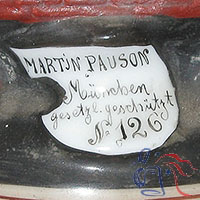 MARTIN PAUSON
München
gesetzl. geschützt
No 126